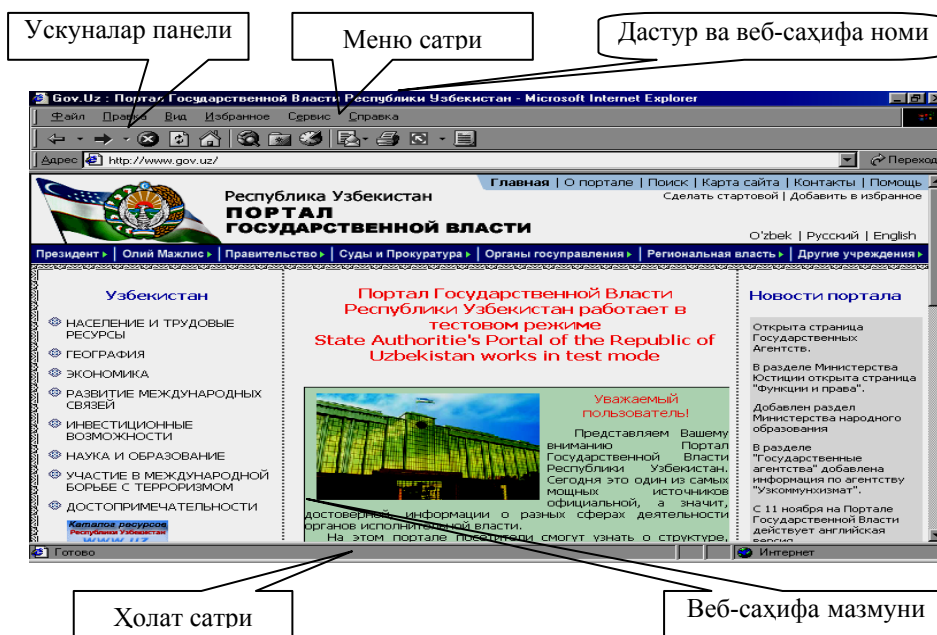 Ускуналар панели
Меню сатри
Дастур ва веб-саҳифа номи
Gov.Uz : Портал Государственной Власти Республики Узбекистан - Microsoft Internet Explorer
Файл Правка Вид Избранное Сервис Справка
Адрес http://www.gov.uz/ Переход
Главная | О портале | Поиск | Карта сайта | Контакты | Помощь
Сделать стартовой | Добавить в избранное
Республика Узбекистан
ПОРТАЛ
ГОСУДАРСТВЕННОЙ ВЛАСТИ
O'zbek | Русский | English
Президент | Олий Мажлис | Правительство | Суды и Прокуратура | Органы госуправления | Региональная власть | Другие учреждения
Узбекистан
НАСЕЛЕНИЕ И ТРУДОВЫЕ
РЕСУРСЫ
ГЕОГРАФИЯ
ЭКОНОМИКА
РАЗВИТИЕ МЕЖДУНАРОДНЫХ
СВЯЗЕЙ
ИНВЕСТИЦИОННЫЕ
ВОЗМОЖНОСТИ
НАУКА И ОБРАЗОВАНИЕ
УЧАСТИЕ В МЕЖДУНАРОДНОЙ
БОРЬБЕ С ТЕРРОРИЗМОМ
ДОСТОПРИМЕЧАТЕЛЬНОСТИ
Каталог ресурсов
Республики Узбекистан
WWW.UZ
Портал Государственной Власти
Республики Узбекистан работает в
тестовом режиме
State Authoritie's Portal of the Republic of
Uzbekistan works in test mode
Уважаемый
пользователь!
Представляем Вашему
вниманию Портал
Государственной Власти
Республики Узбекистан.
Сегодня это один из самых
мощных источников
официальной, а значит,
достоверной, информации о разных сферах деятельности
органов исполнительной власти.
На этом портале посетители смогут узнать о структуре,
Новости портала
Открыта страница
Государственных
Агентств.
В разделе Министерства
Юстиции открыта страница
"Функции и права".
Добавлен раздел
Министерства народного
образования
В разделе
"Государственные
агентства" добавлена
информация по агентству
"Узкоммунхизмат".
С 11 ноября на Портале
Государственной Власти
действует английская
версия
Готово
Интернет
Ҳолат сатри
Веб-саҳифа мазмуни